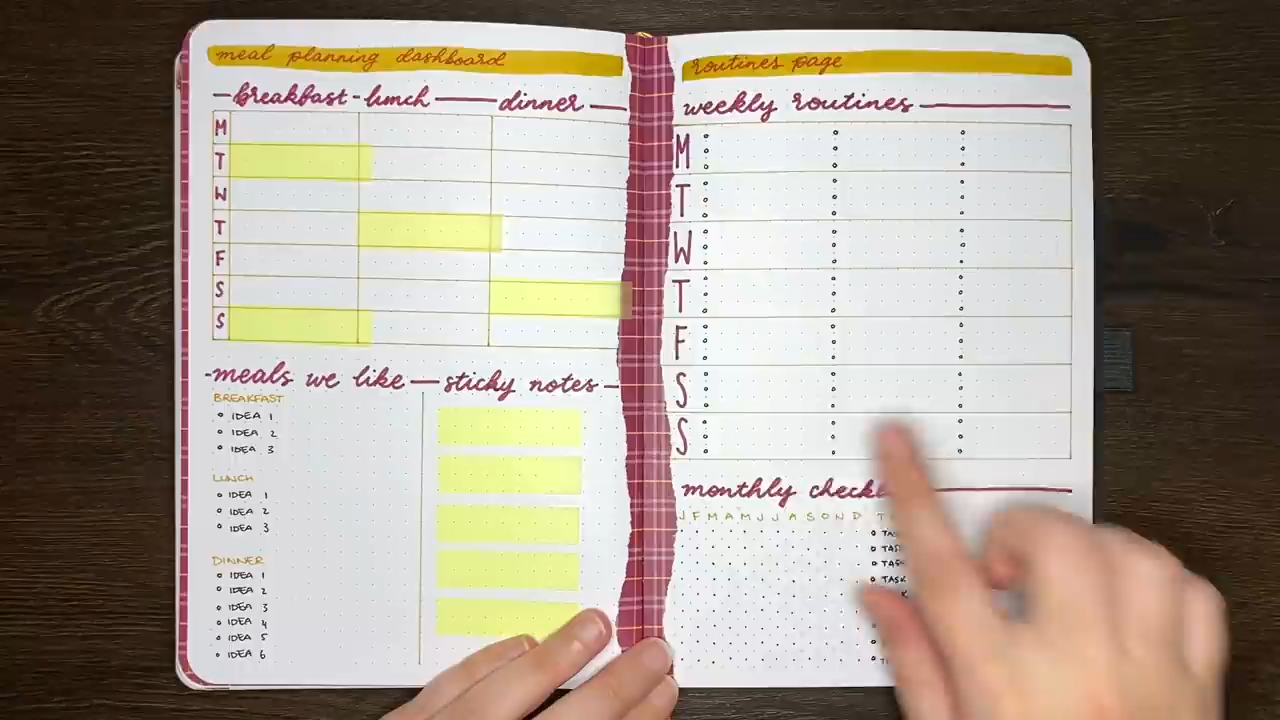 meal planning dashboard
breakfast - lunch dinner
M
T
W
T
F
S
S
meals we like sticky notes
BREAKFAST
IDEA 1
IDEA 2
IDEA 3
LUNCH
IDEA 1
IDEA 2
IDEA 3
DINNER
IDEA 1
IDEA 2
IDEA 3
IDEA 4
IDEA 5
IDEA 6
routines page
weekly routines
M
T
W
T
F
S
S
monthly
J F M A M J J A S O N D